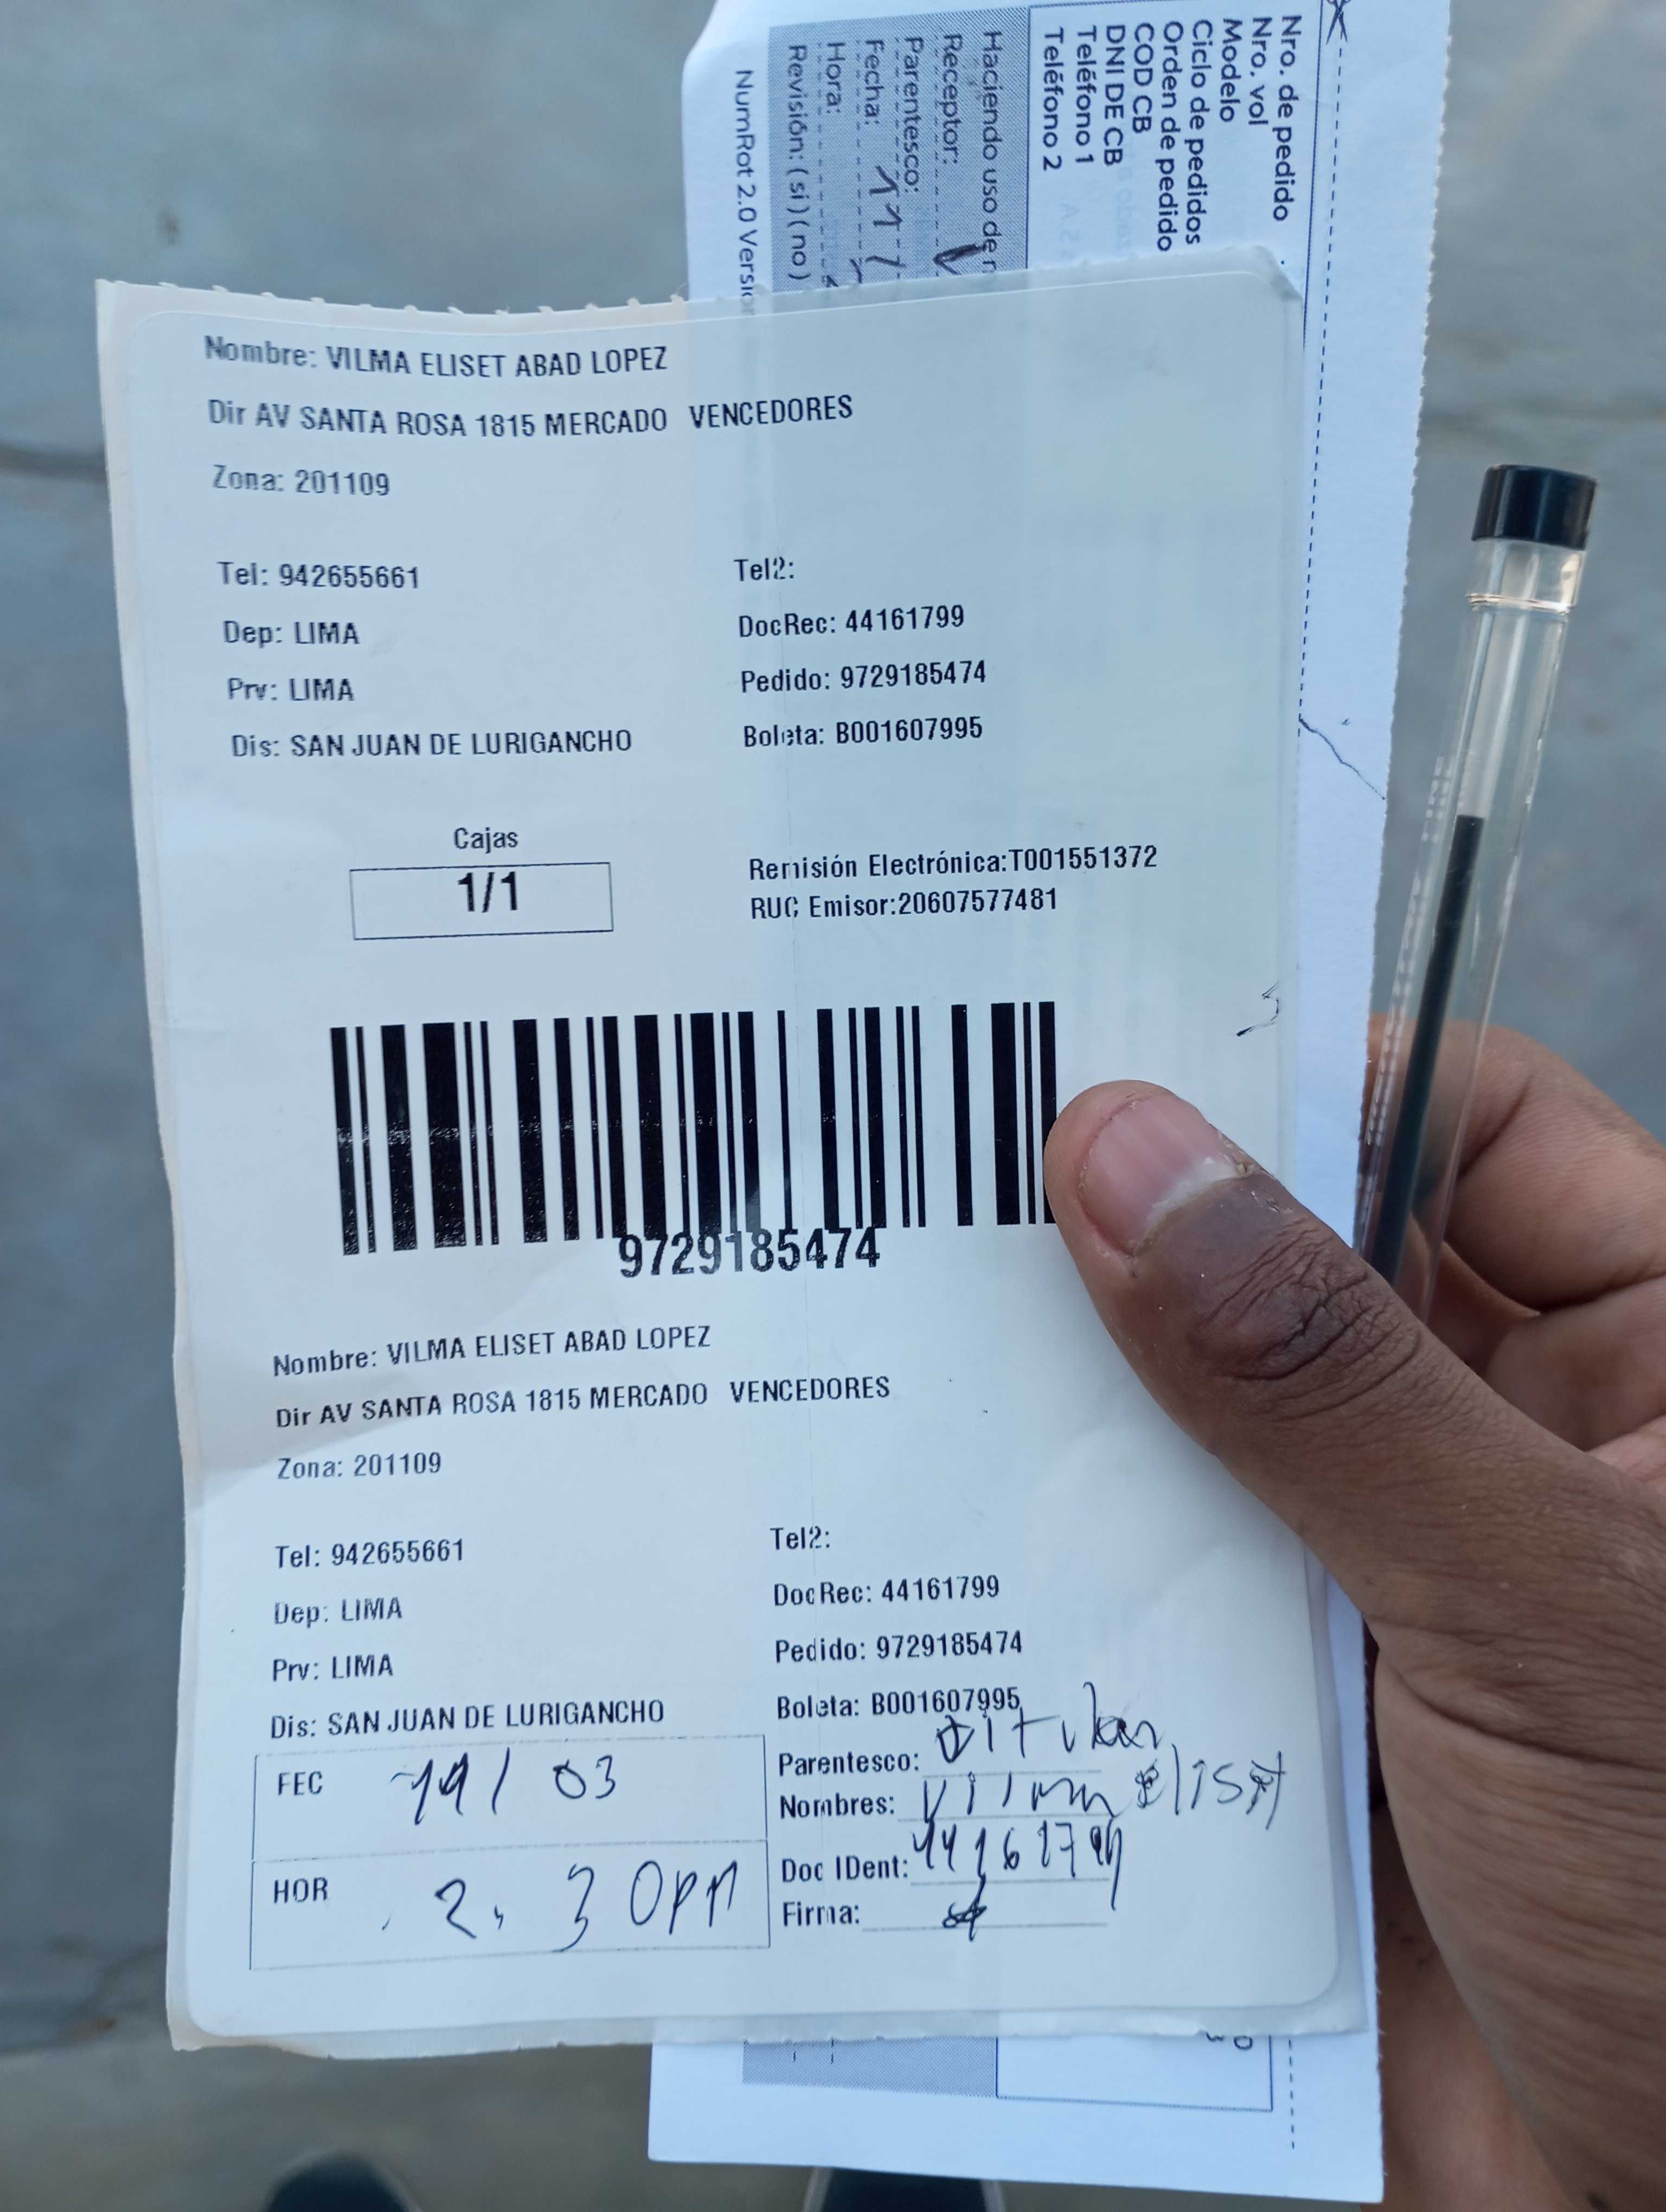 Nro. de pedido
Nro. vol
Modelo
Ciclo de pedidos
Orden de pedido
COD CB
DNI DE CB
Teléfono 1
Teléfono 2
Haciendo uso de
Receptor:
Parentesco:
Fecha:
Hora:
Revisión: ( si ) ( no )
NumRot 2.0
Nombre: VILMA ELISET ABAD LOPEZ
Dir AV SANTA ROSA 1815 MERCADO VENCEDORES
Zona: 201109
Tel: 942655661 Tel2:
Dep: LIMA DocRec: 44161799
Prv: LIMA Pedido: 9729185474
Dis: SAN JUAN DE LURIGANCHO Boleta: B001607995
Cajas
1/1
Remisión Electrónica:T001551372
RUC Emisor:20607577481
9729185474
Nombre: VILMA ELISET ABAD LOPEZ
Dir AV SANTA ROSA 1815 MERCADO VENCEDORES
Zona: 201109
Tel: 942655661 Tel2:
Dep: LIMA DocRec: 44161799
Prv: LIMA Pedido: 9729185474
Dis: SAN JUAN DE LURIGANCHO Boleta: B001607995
FEC 19/03
HOR 2.30pm
Parentesco: titular
Nombres: Vilma eliset
Doc IDent: 44161799
Firma: